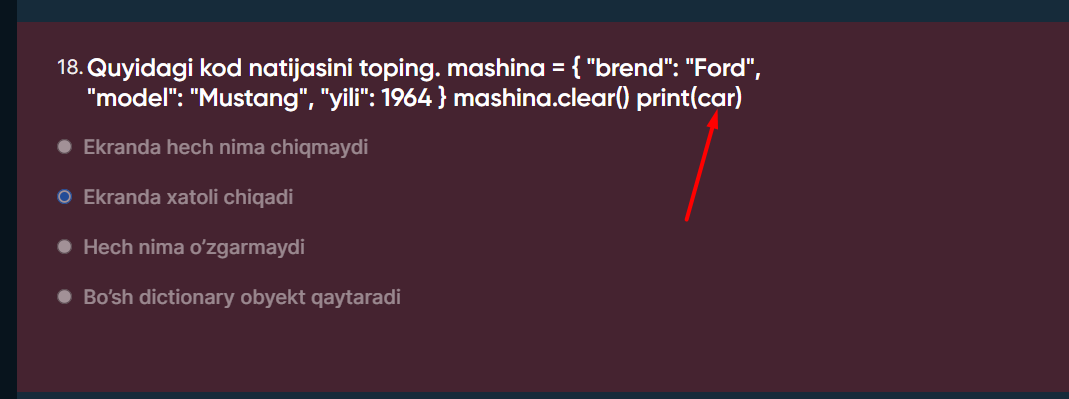 18. Quyidagi kod natijasini toping. mashina = { "brend": "Ford",
"model": "Mustang", "yili": 1964 } mashina.clear() print(car)
Ekranda hech nima chiqmaydi
Ekranda xatoli chiqadi
Hech nima o‘zgarmaydi
Bo‘sh dictionary obyekt qaytaradi